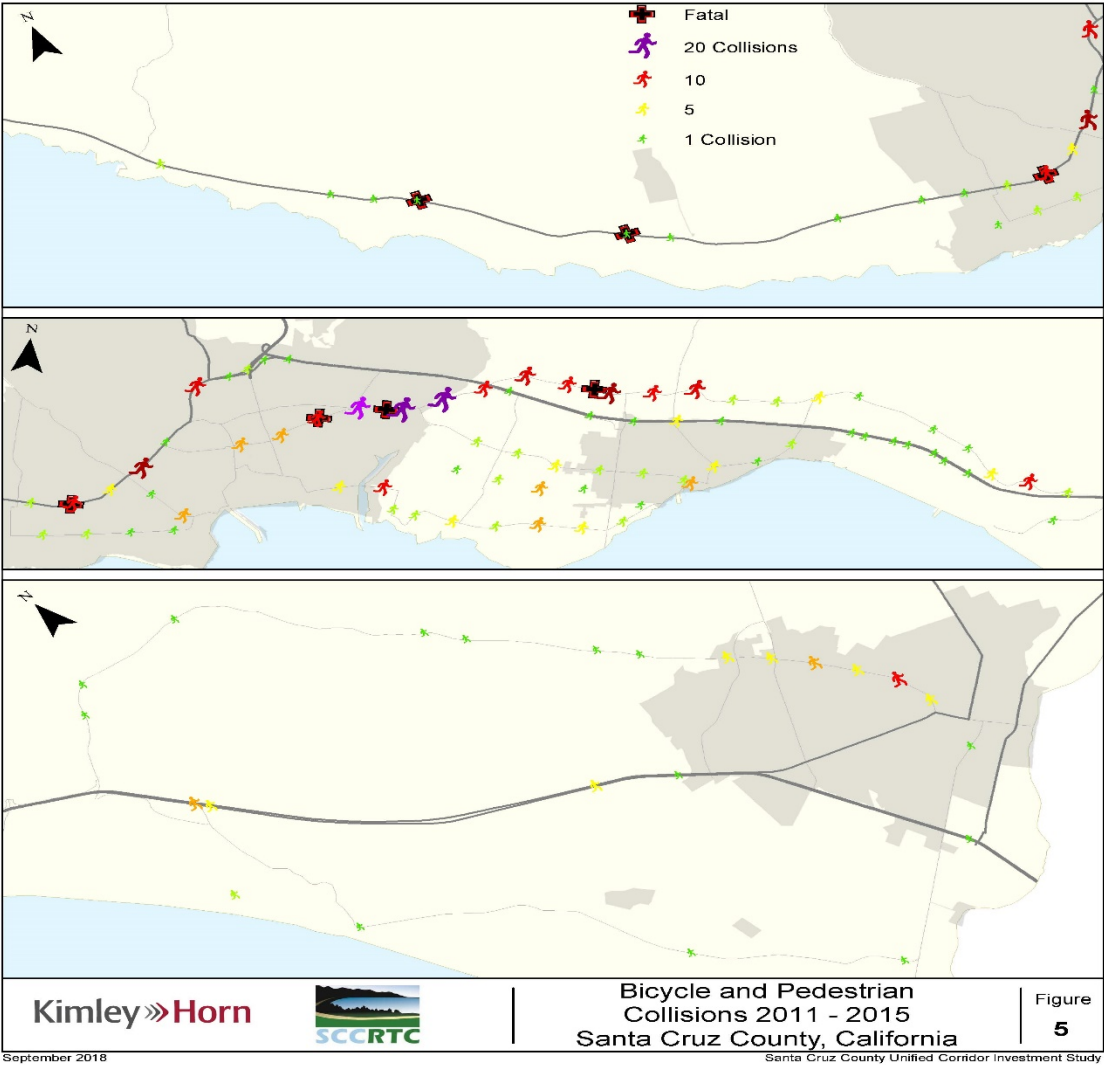 N
Fatal
20 Collisions
10
5
1 Collision
N
N
Kimley»Horn
SCCRTC
Bicycle and Pedestrian
Collisions 2011 - 2015
Santa Cruz County, California
Figure
5
September 2018
Santa Cruz County Unified Corridor Investment Study